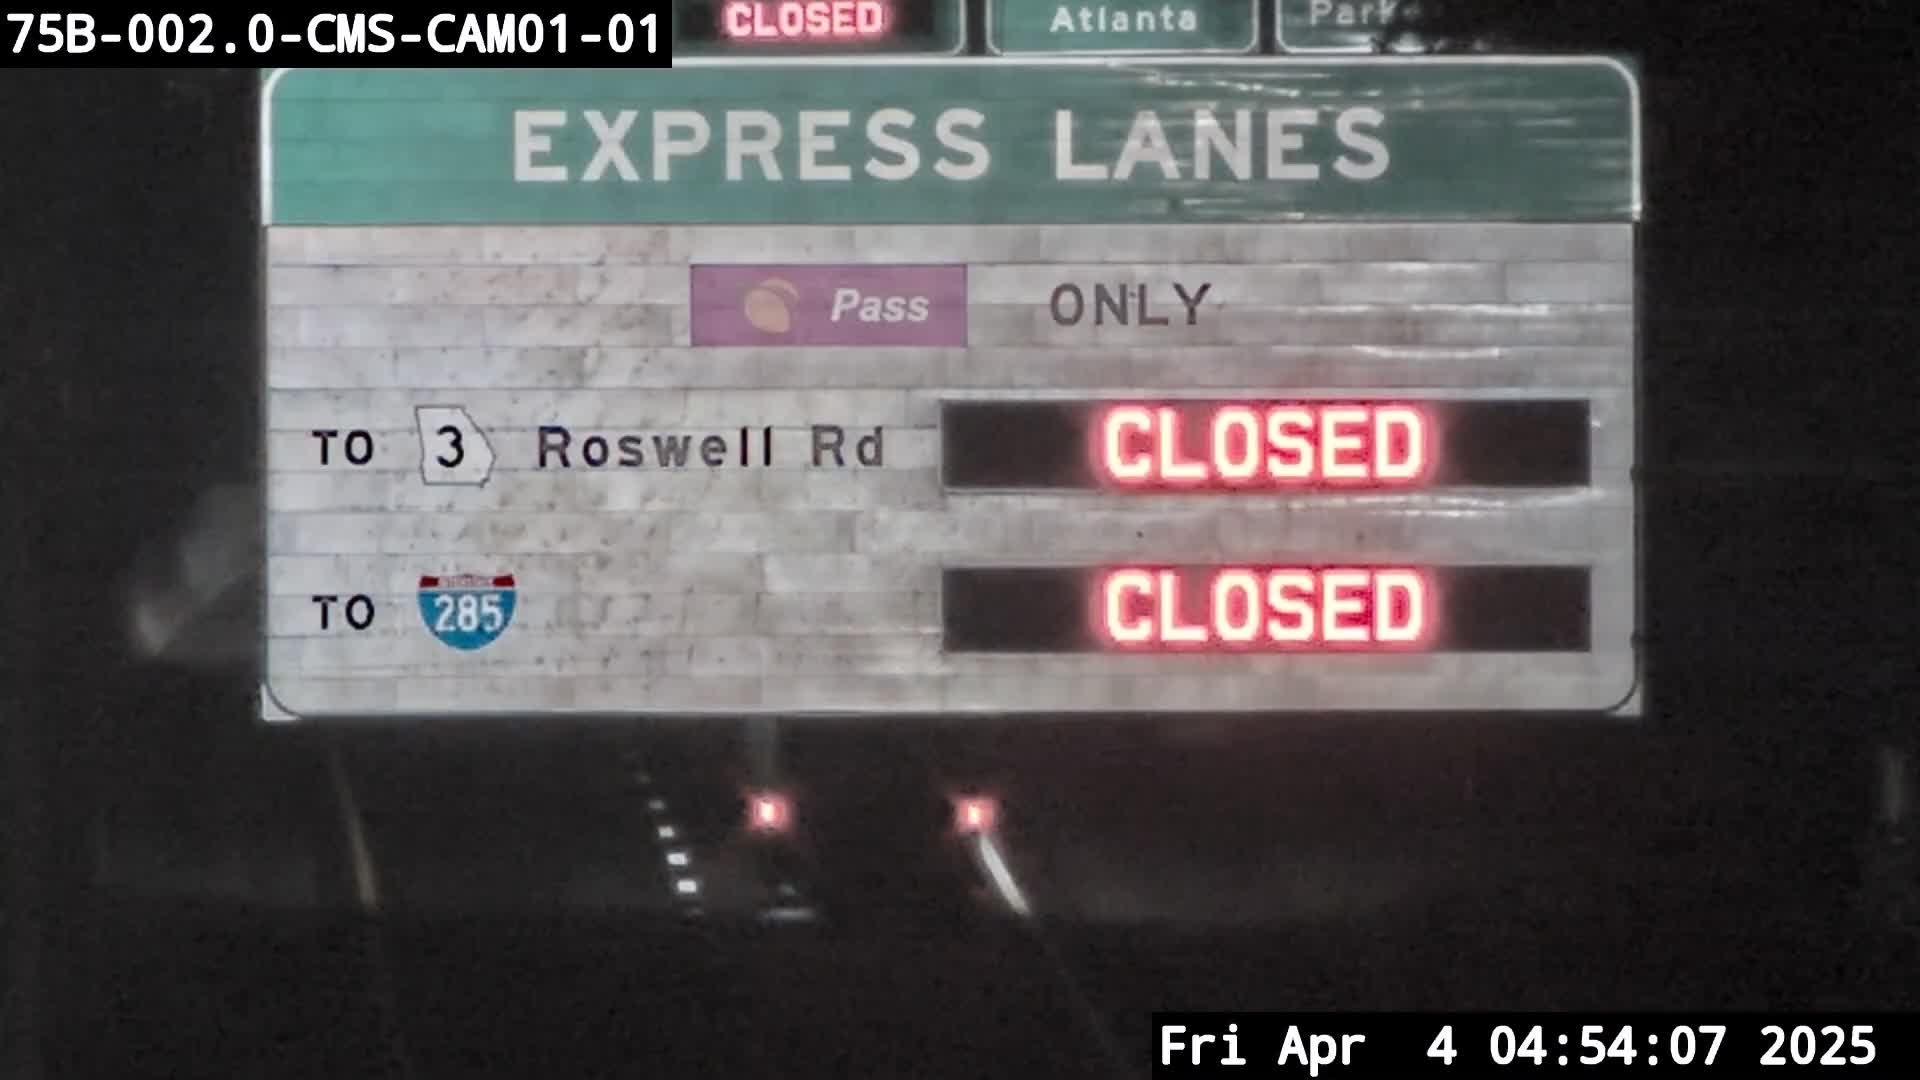 75B-002.0-CMS-CAM01-01
CLOSED
Atlanta
Park
EXPRESS LANES
Pass ONLY
TO 3 Roswell Rd CLOSED
TO 285 CLOSED
Fri Apr 4 04:54:07 2025